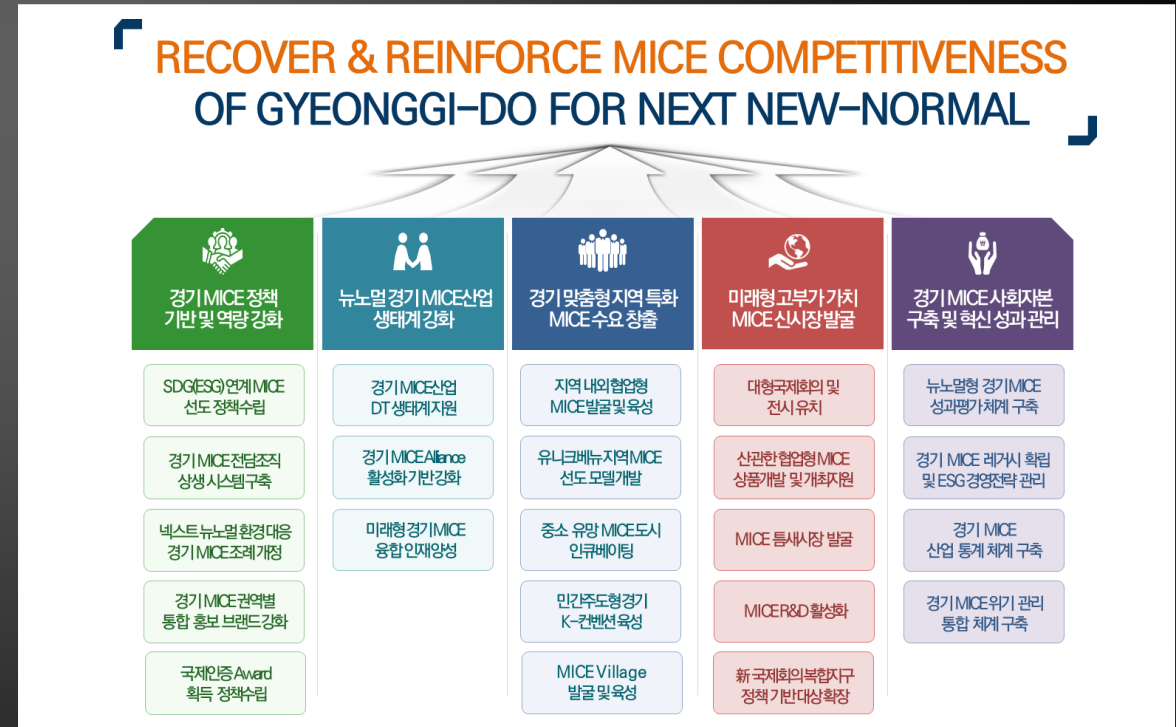 RECOVER & REINFORCE MICE COMPETITIVENESS
OF GYEONGGI-DO FOR NEXT NEW-NORMAL
경기 MICE 정책
기반 및 역량 강화
SDG(ESG) 연계 MICE
선도 정책수립
경기 MICE 전담조직
상생 시스템 구축
넥스트 뉴노멀 환경 대응
경기 MICE 조례 개정
경기 MICE 권역별
통합 홍보 브랜드 강화
국제인증 Award
획득 정책수립
뉴노멀 경기 MICE산업
생태계 강화
경기 MICE산업
DT 생태계 지원
경기 MICE Alliance
활성화 기반 강화
미래형 경기 MICE
융합 인재양성
경기 맞춤형 지역 특화
MICE 수요 창출
지역 내외 협업형
MICE 발굴 및 육성
유니크베뉴 지역 MICE
선도 모델 개발
중소 유망 MICE 도시
인큐베이팅
민간주도형 경기
K-컨벤션 육성
MICE Village
발굴 및 육성
미래형 고부가 가치
MICE 신시장 발굴
대형국제회의 및
전시 유치
산관한 협업형 MICE
상품개발 및 개최지원
MICE 틈새시장 발굴
MICE R&D 활성화
新 국제회의복합지구
정책 기반 대상 확장
경기 MICE 사회자본
구축 및 혁신 성과 관리
뉴노멀형 경기 MICE
성과평가 체계 구축
경기 MICE 레거시 확립
및 ESG 경영전략 관리
경기 MICE
산업 통계 체계 구축
경기 MICE 위기 관리
통합 체계 구축